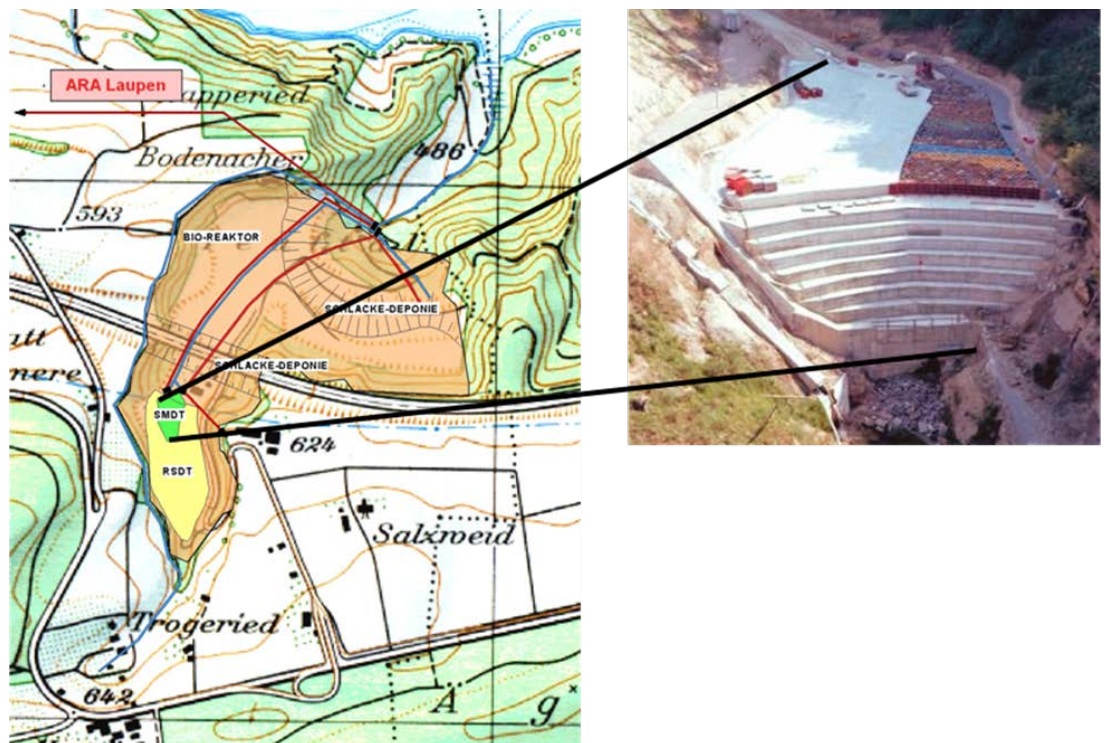 ARA Laupen
Bodenacher
486
593
BIO-REAKTOR
SCHLACKE-DEPONIE
SCHLACKE-DEPONIE
SMDT
624
RSDT
Salzweid
Trogeried
642
A
g